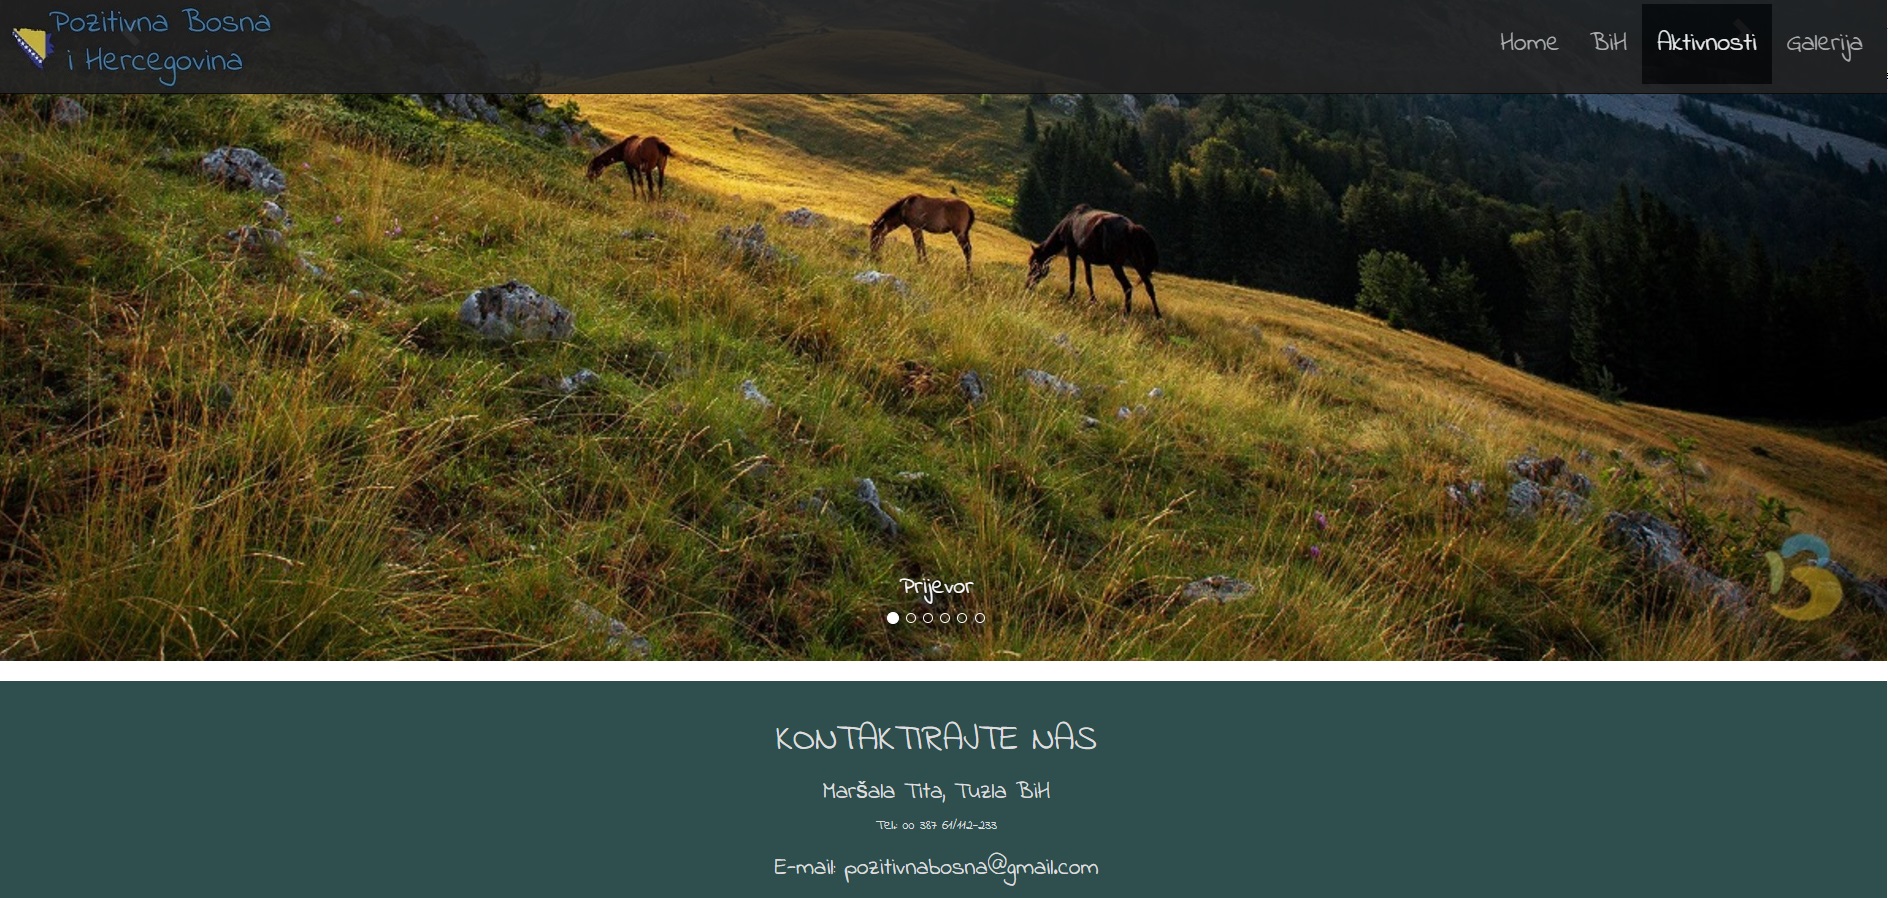 Pozitivna Bosna
i Hercegovina
Home BiH Aktivnosti Galerija
Prijevor
KONTAKTIRAJTE NAS
Maršala Tita, Tuzla BiH
Tel: 00 387 61/112-233
E-mail: pozitivnabosna@gmail.com